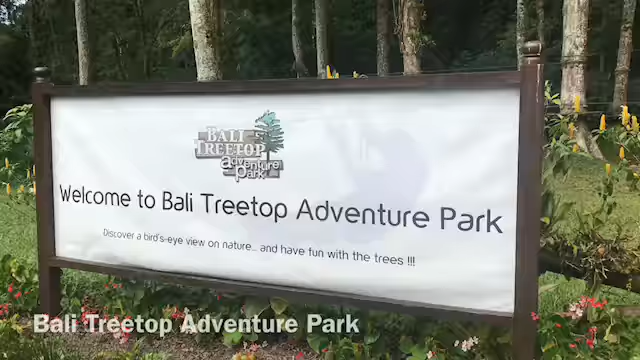 BALI
TREETOP
adventure
park
Welcome to Bali Treetop Adventure Park
Discover a bird's-eye view on nature... and have fun with the trees !!!
Bali Treetop Adventure Park